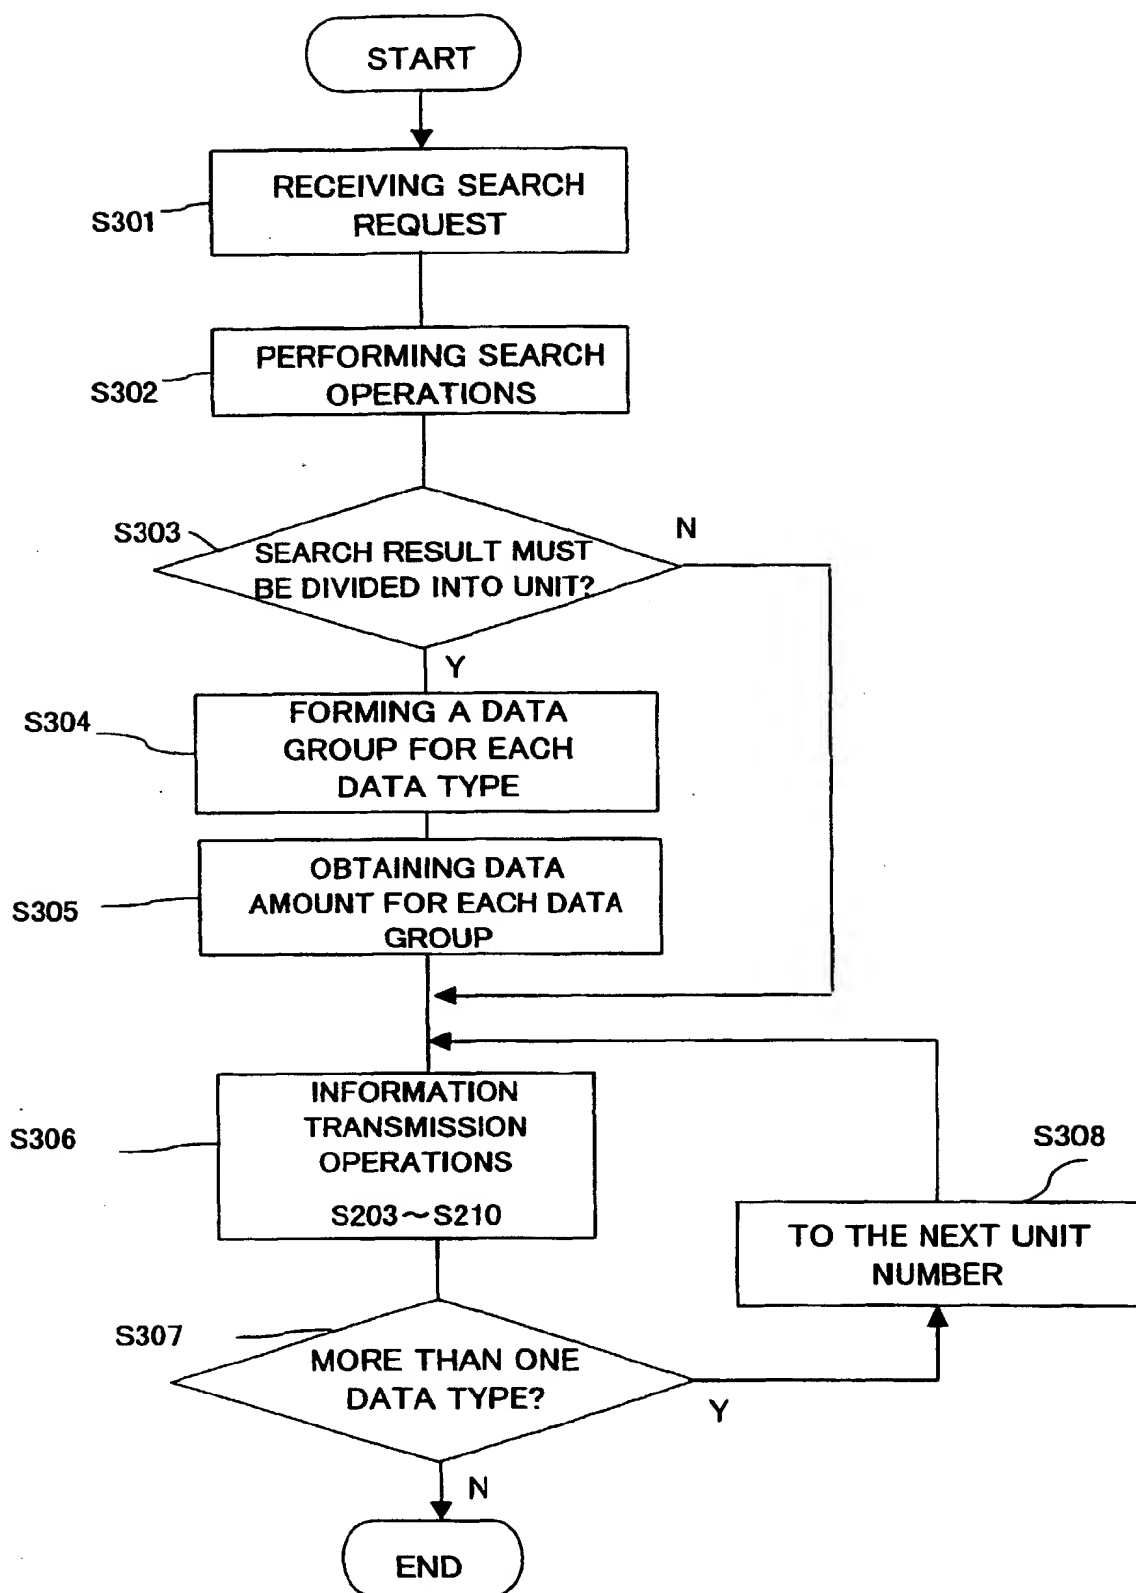 START
S301
RECEIVING SEARCH
REQUEST
S302
PERFORMING SEARCH
OPERATIONS
S303
SEARCH RESULT MUST
BE DIVIDED INTO UNIT?
N
Y
S304
FORMING A DATA
GROUP FOR EACH
DATA TYPE
S305
OBTAINING DATA
AMOUNT FOR EACH DATA
GROUP
S306
INFORMATION
TRANSMISSION
OPERATIONS
S203~S210
S308
TO THE NEXT UNIT
NUMBER
S307
MORE THAN ONE
DATA TYPE?
Y
N
END